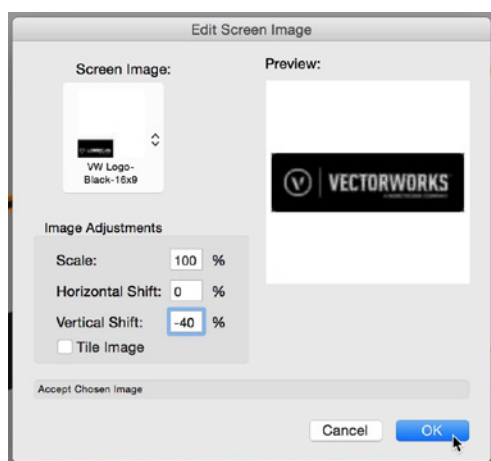 Edit Screen Image
Screen Image:
Preview:
VW Logo-
Black-16x9
VECTORWORKS
Image Adjustments
Scale: 100 %
Horizontal Shift: 0 %
Vertical Shift: -40 %
Tile Image
Accept Chosen Image
Cancel OK